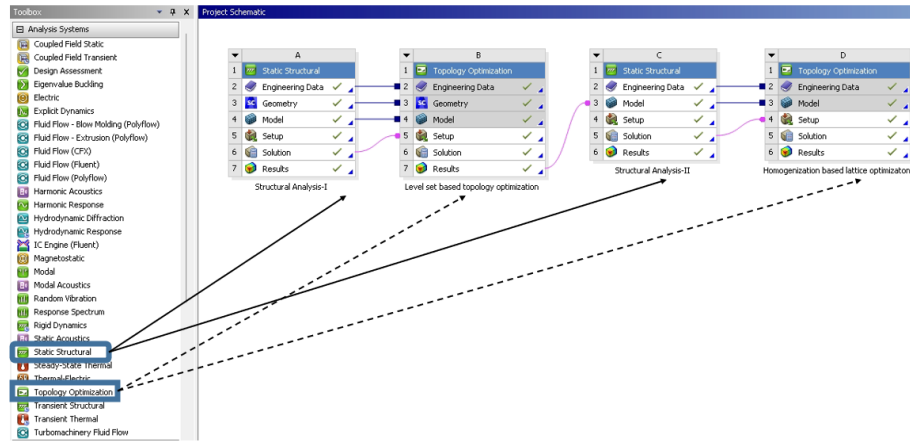 Toolbox
Project Schematic
Analysis Systems
Coupled Field Static
Coupled Field Transient
Design Assessment
Eigenvalue Buckling
Electric
Explicit Dynamics
Fluid Flow - Blow Molding (Polyflow)
Fluid Flow - Extrusion (Polyflow)
Fluid Flow (CFX)
Fluid Flow (Fluent)
Fluid Flow (Polyflow)
Harmonic Acoustics
Harmonic Response
Hydrodynamic Diffraction
Hydrodynamic Response
IC Engine (Fluent)
Magnetostatic
Modal
Modal Acoustics
Random Vibration
Response Spectrum
Rigid Dynamics
Static Acoustics
Static Structural
Steady-State Thermal
Thermal-Electric
Topology Optimization
Transient Structural
Transient Thermal
Turbomachinery Fluid Flow
A
1 Static Structural
2 Engineering Data
3 SC Geometry
4 Model
5 Setup
6 Solution
7 Results
Structural Analysis-I
B
1 Topology Optimization
2 Engineering Data
3 SC Geometry
4 Model
5 Setup
6 Solution
7 Results
Level set based topology optimization
C
1 Static Structural
2 Engineering Data
3 Model
4 Setup
5 Solution
6 Results
Structural Analysis-II
D
1 Topology Optimization
2 Engineering Data
3 Model
4 Setup
5 Solution
6 Results
Homogenization based lattice optimizaton